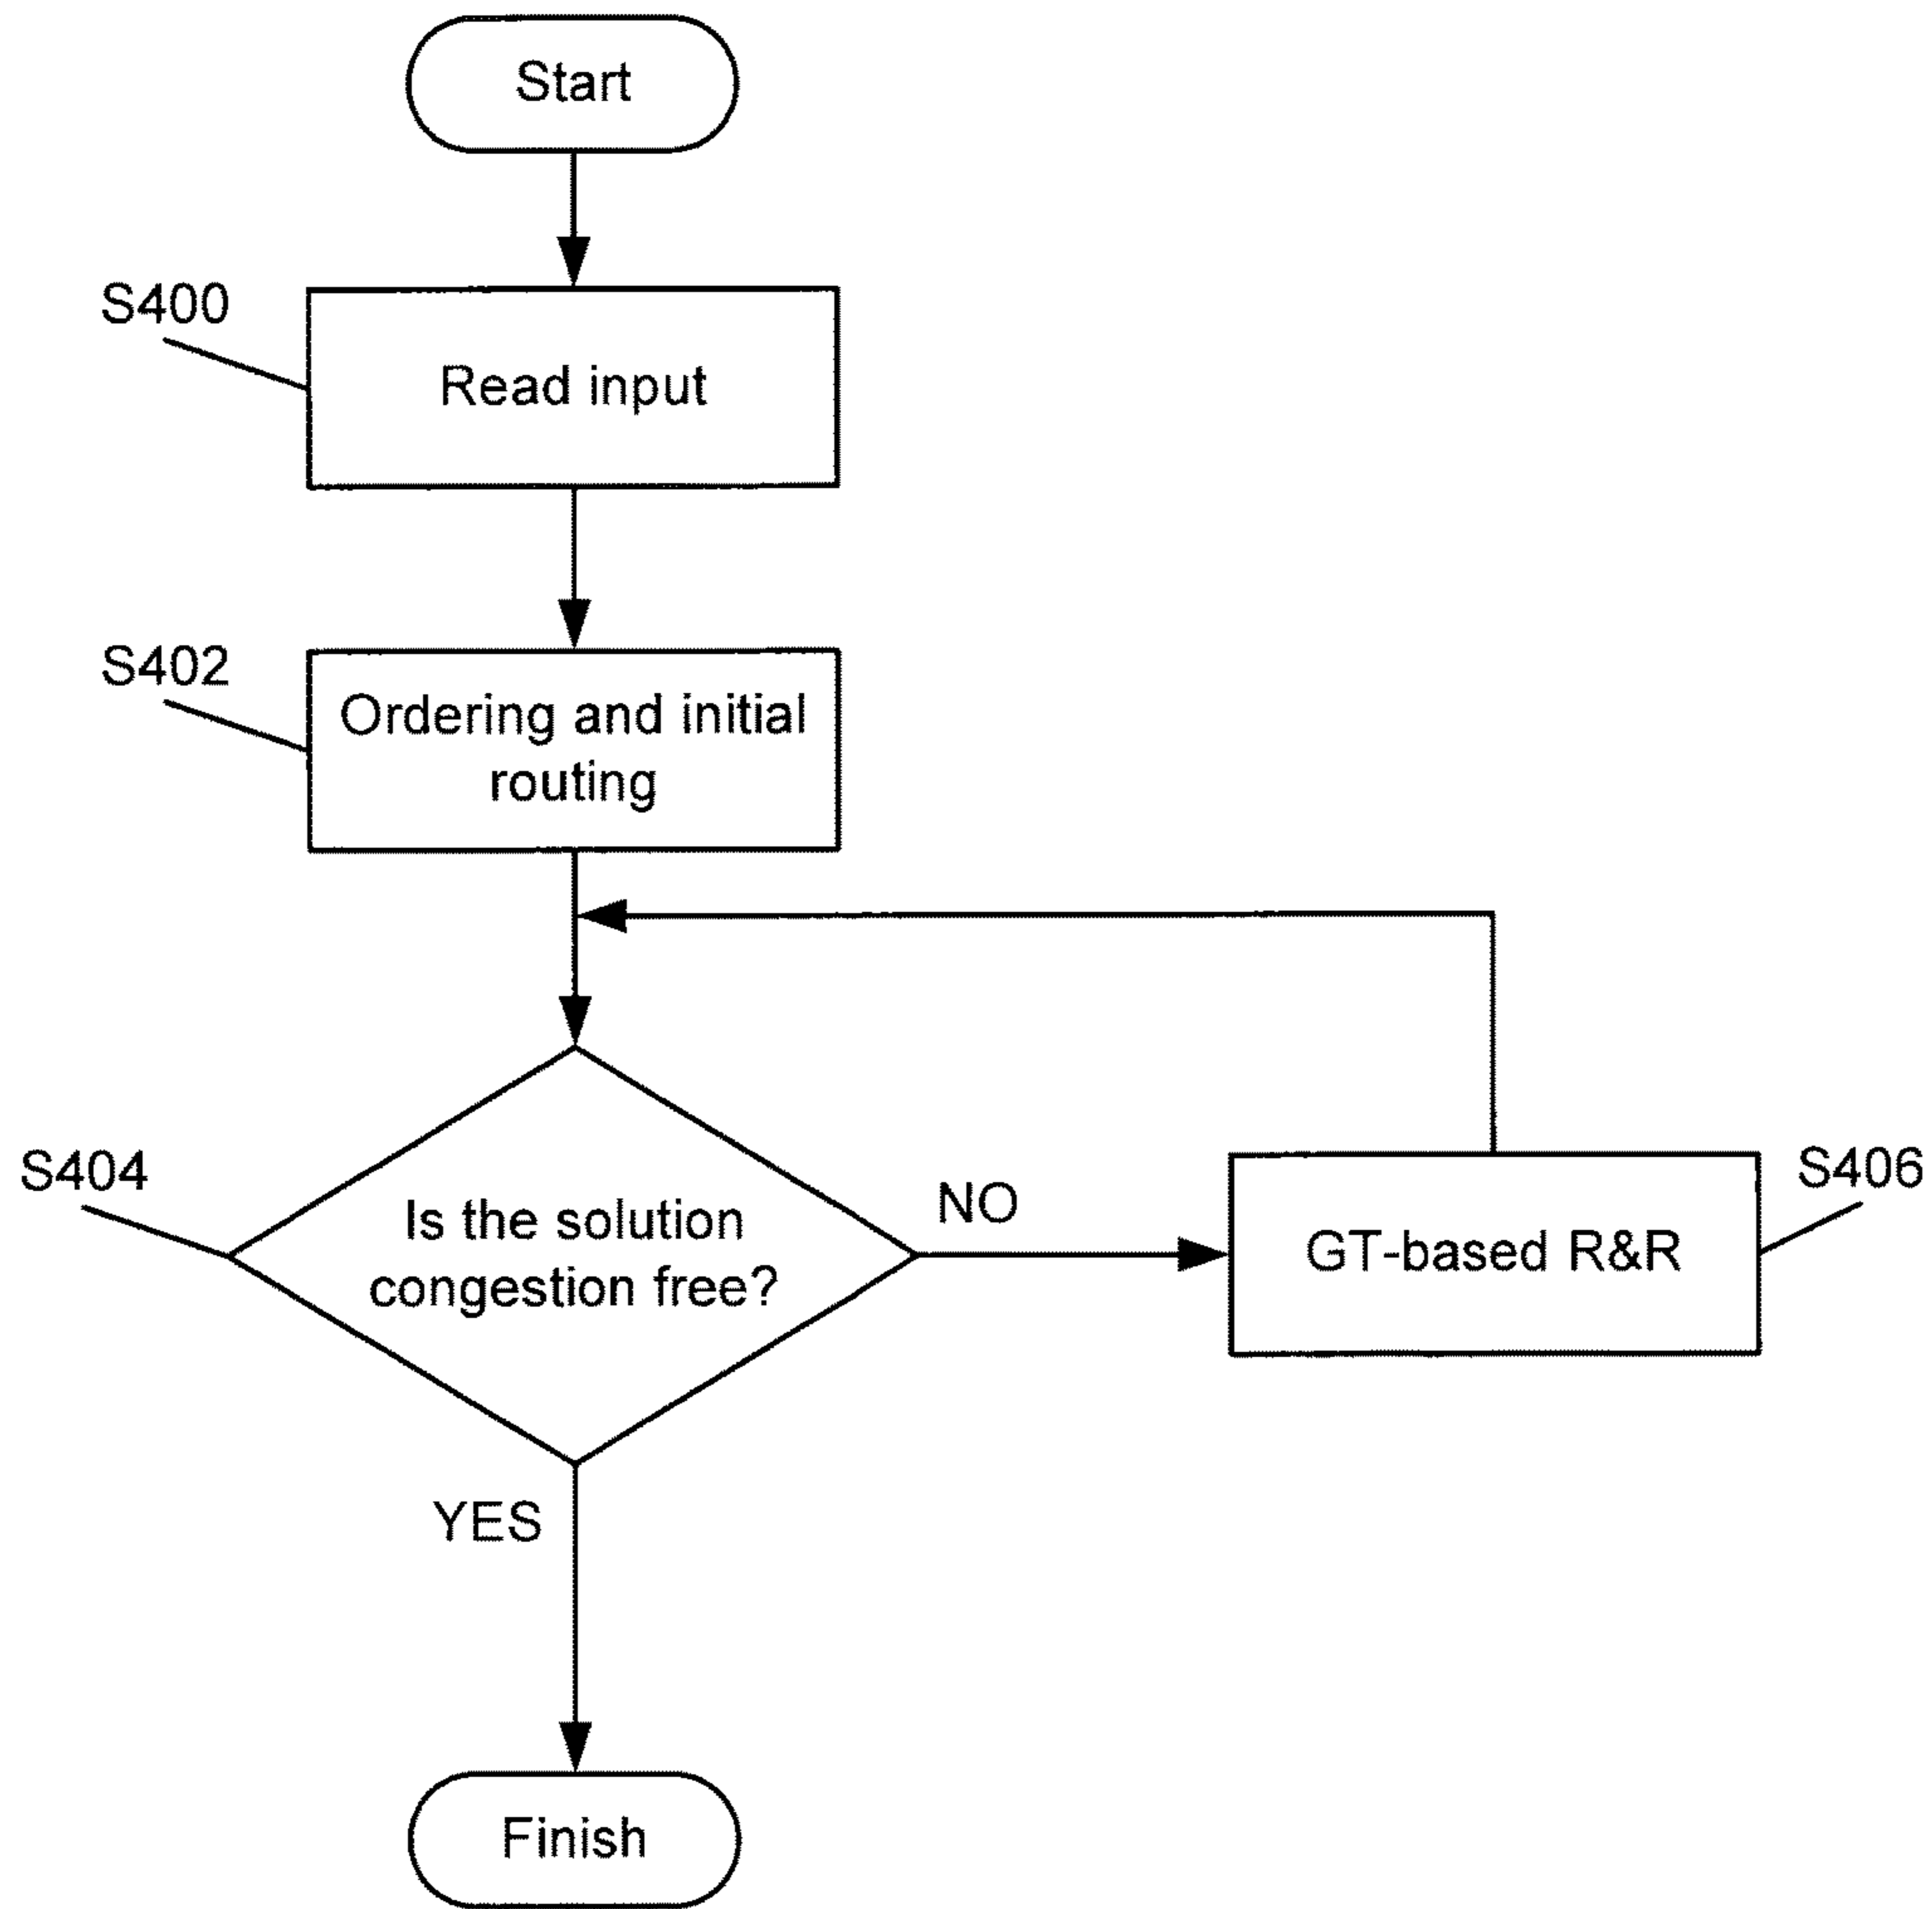 Start
S400
Read input
S402
Ordering and initial
routing
S404
Is the solution
congestion free?
NO
GT-based R&R
S406
YES
Finish